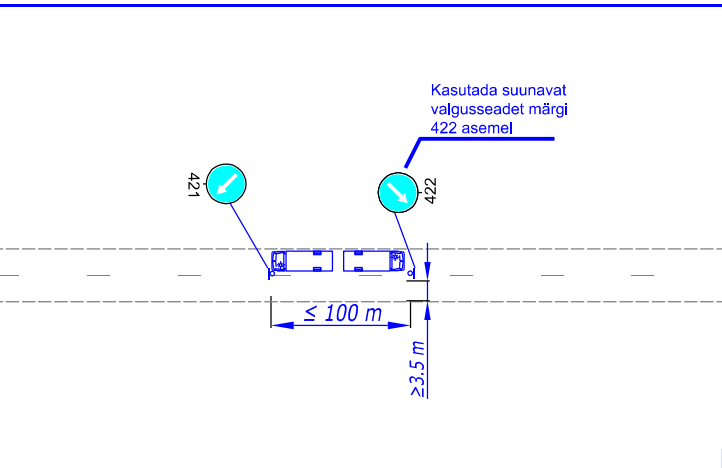 Kasutada suunavat
valgusseadet märgi
422 asemel
421
422
≤ 100 m
≥3.5 m